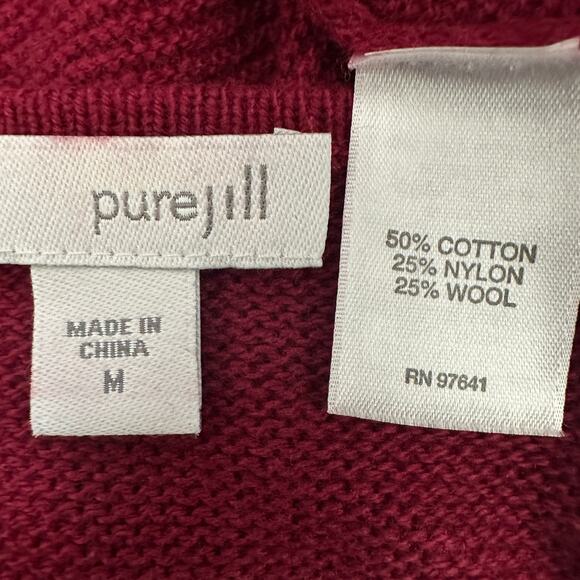 purejill
MADE IN
CHINA
M
50% COTTON
25% NYLON
25% WOOL
RN 97641